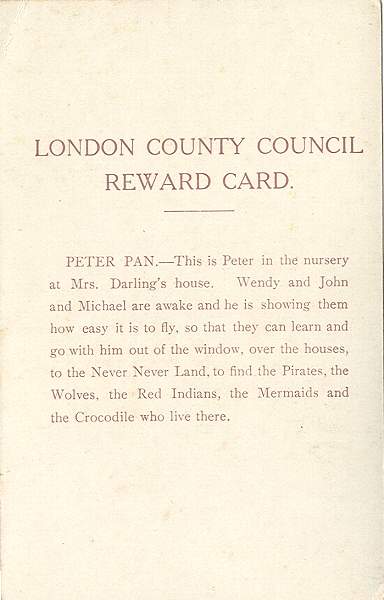 LONDON COUNTY COUNCIL
REWARD CARD.
PETER PAN.—This is Peter in the nursery
at Mrs. Darling's house. Wendy and John
and Michael are awake and he is showing them
how easy it is to fly, so that they can learn and
go with him out of the window, over the houses,
to the Never Never Land, to find the Pirates, the
Wolves, the Red Indians, the Mermaids and
the Crocodile who live there.